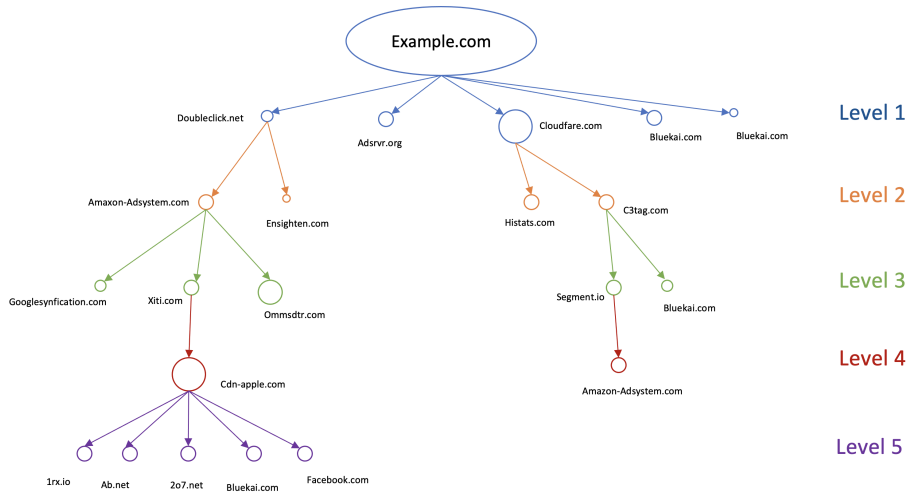 Example.com
Doubleclick.net
Adsrvr.org
Cloudfare.com
Bluekai.com
Bluekai.com
Level 1
Amaxon-Adsystem.com
Ensighten.com
Histats.com
C3tag.com
Level 2
Googlesynfication.com
Xiti.com
Ommsdtr.com
Segment.io
Bluekai.com
Level 3
Cdn-apple.com
Amazon-Adsystem.com
Level 4
1rx.io
Ab.net
2o7.net
Bluekai.com
Facebook.com
Level 5